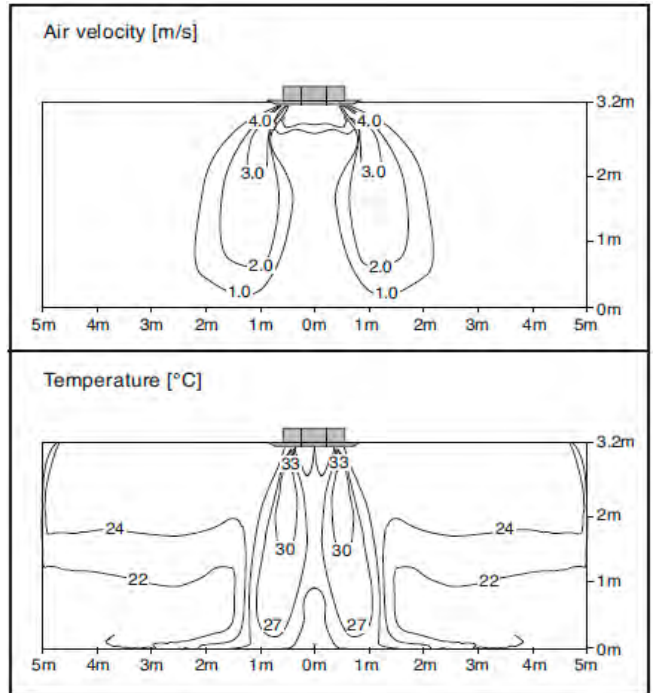 Air velocity [m/s]
3.2m
4.0 4.0
3.0 3.0
2m
1m
2.0 2.0
1.0 1.0
0m
5m 4m 3m 2m 1m 0m 1m 2m 3m 4m 5m
Temperature [°C]
3.2m
33 33
24 24
2m
30 30
22 22
1m
27 27
0m
5m 4m 3m 2m 1m 0m 1m 2m 3m 4m 5m